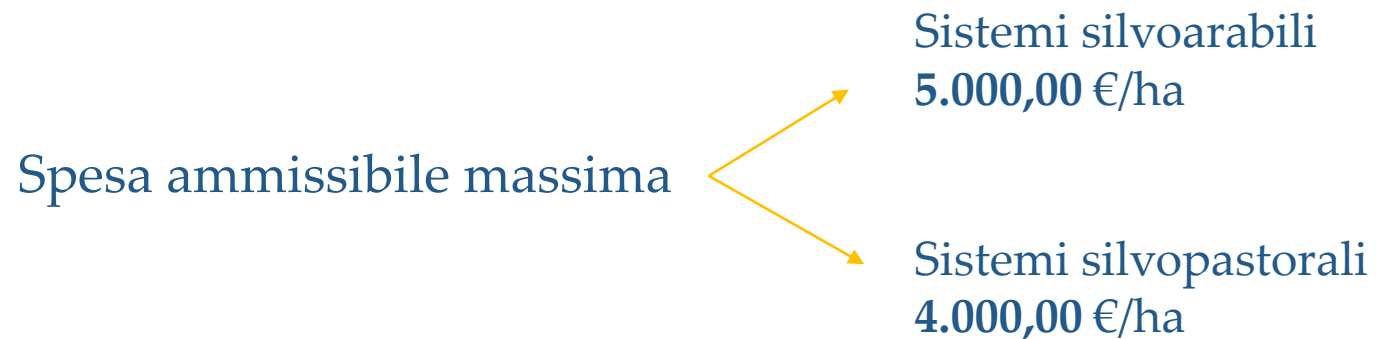 Sistemi silvoarabili
5.000,00 €/ha
Spesa ammissibile massima
Sistemi silvopastorali
4.000,00 €/ha